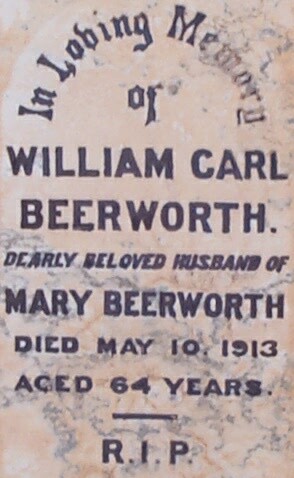 In Loving Memory
of
WILLIAM CARL
BEERWORTH.
DEARLY BELOVED HUSBAND OF
MARY BEERWORTH
DIED MAY 10, 1913
AGED 64 YEARS.
R.I.P.